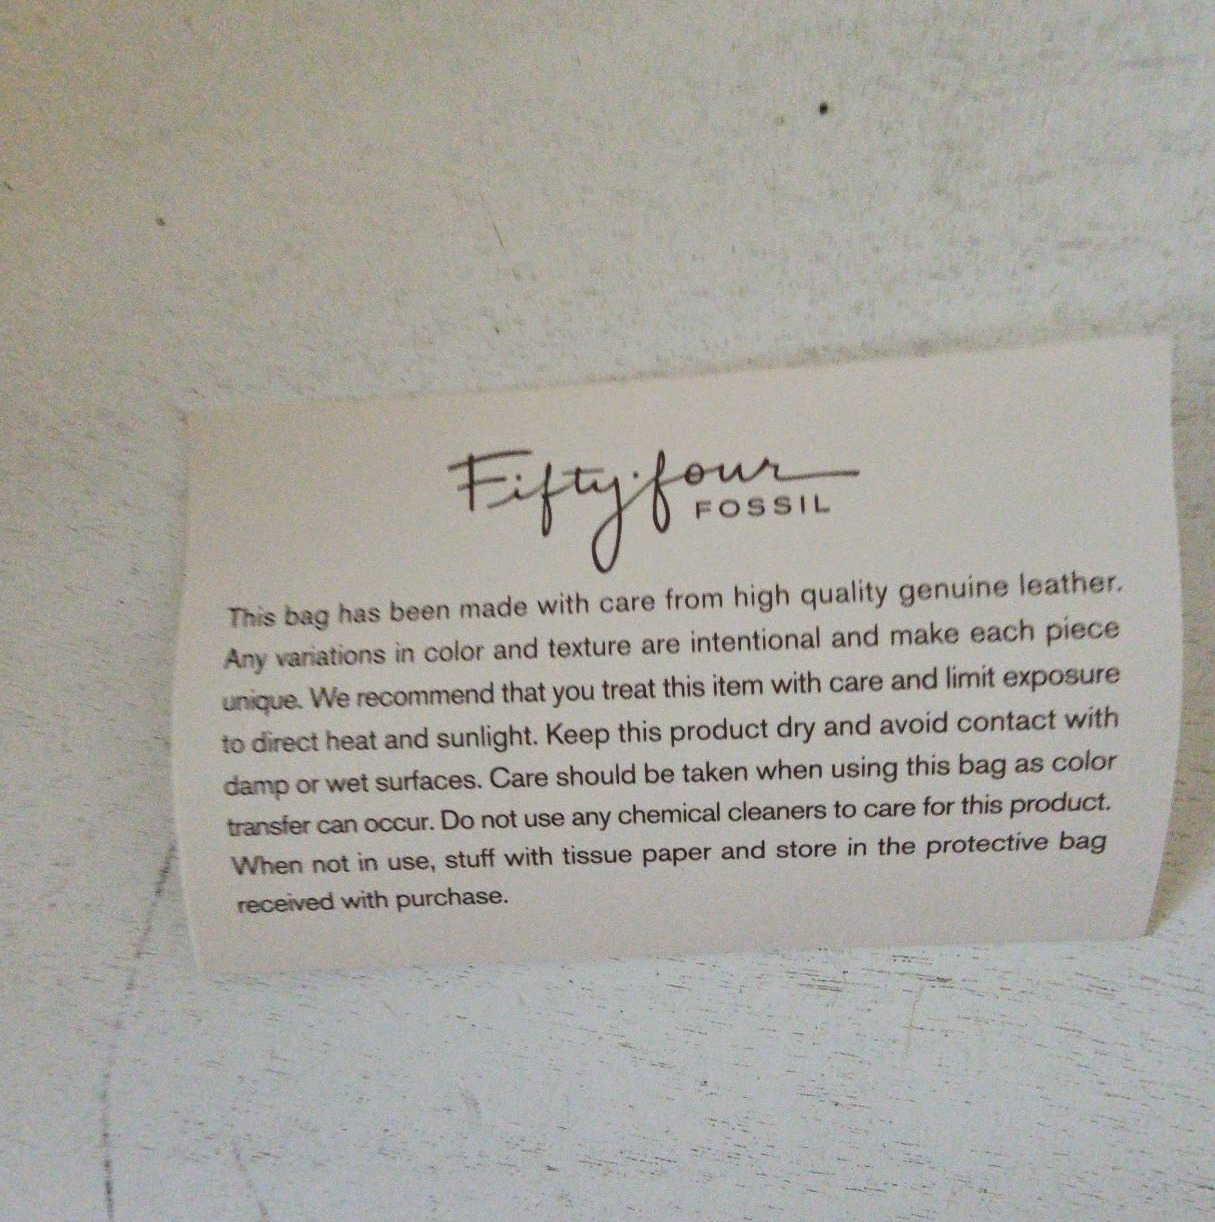 Fifty·four
FOSSIL
This bag has been made with care from high quality genuine leather.
Any variations in color and texture are intentional and make each piece
unique. We recommend that you treat this item with care and limit exposure
to direct heat and sunlight. Keep this product dry and avoid contact with
damp or wet surfaces. Care should be taken when using this bag as color
transfer can occur. Do not use any chemical cleaners to care for this product.
When not in use, stuff with tissue paper and store in the protective bag
received with purchase.